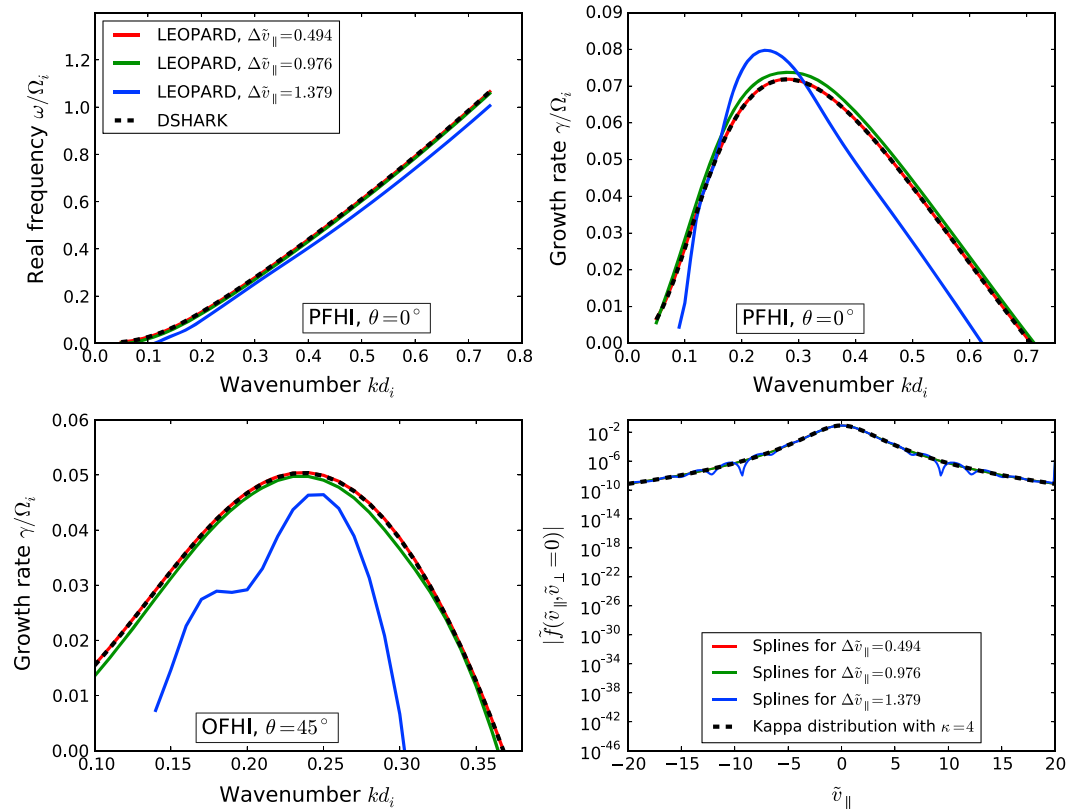 Real frequency ω/Ω_i
1.2
1.0
0.8
0.6
0.4
0.2
0.0
LEOPARD, Δṽ_∥=0.494
LEOPARD, Δṽ_∥=0.976
LEOPARD, Δṽ_∥=1.379
DSHARK
PFHI, θ=0°
0.0 0.1 0.2 0.3 0.4 0.5 0.6 0.7 0.8
Wavenumber kd_i
Growth rate γ/Ω_i
0.09
0.08
0.07
0.06
0.05
0.04
0.03
0.02
0.01
0.00
PFHI, θ=0°
0.0 0.1 0.2 0.3 0.4 0.5 0.6 0.7
Wavenumber kd_i
Growth rate γ/Ω_i
0.06
0.05
0.04
0.03
0.02
0.01
0.00
OFHI, θ=45°
0.10 0.15 0.20 0.25 0.30 0.35
Wavenumber kd_i
|f̃(ṽ_∥,ṽ_⊥=0)|
10^-2
10^-6
10^-10
10^-14
10^-18
10^-22
10^-26
10^-30
10^-34
10^-38
10^-42
10^-46
Splines for Δṽ_∥=0.494
Splines for Δṽ_∥=0.976
Splines for Δṽ_∥=1.379
Kappa distribution with κ=4
−20 −15 −10 −5 0 5 10 15 20
ṽ_∥